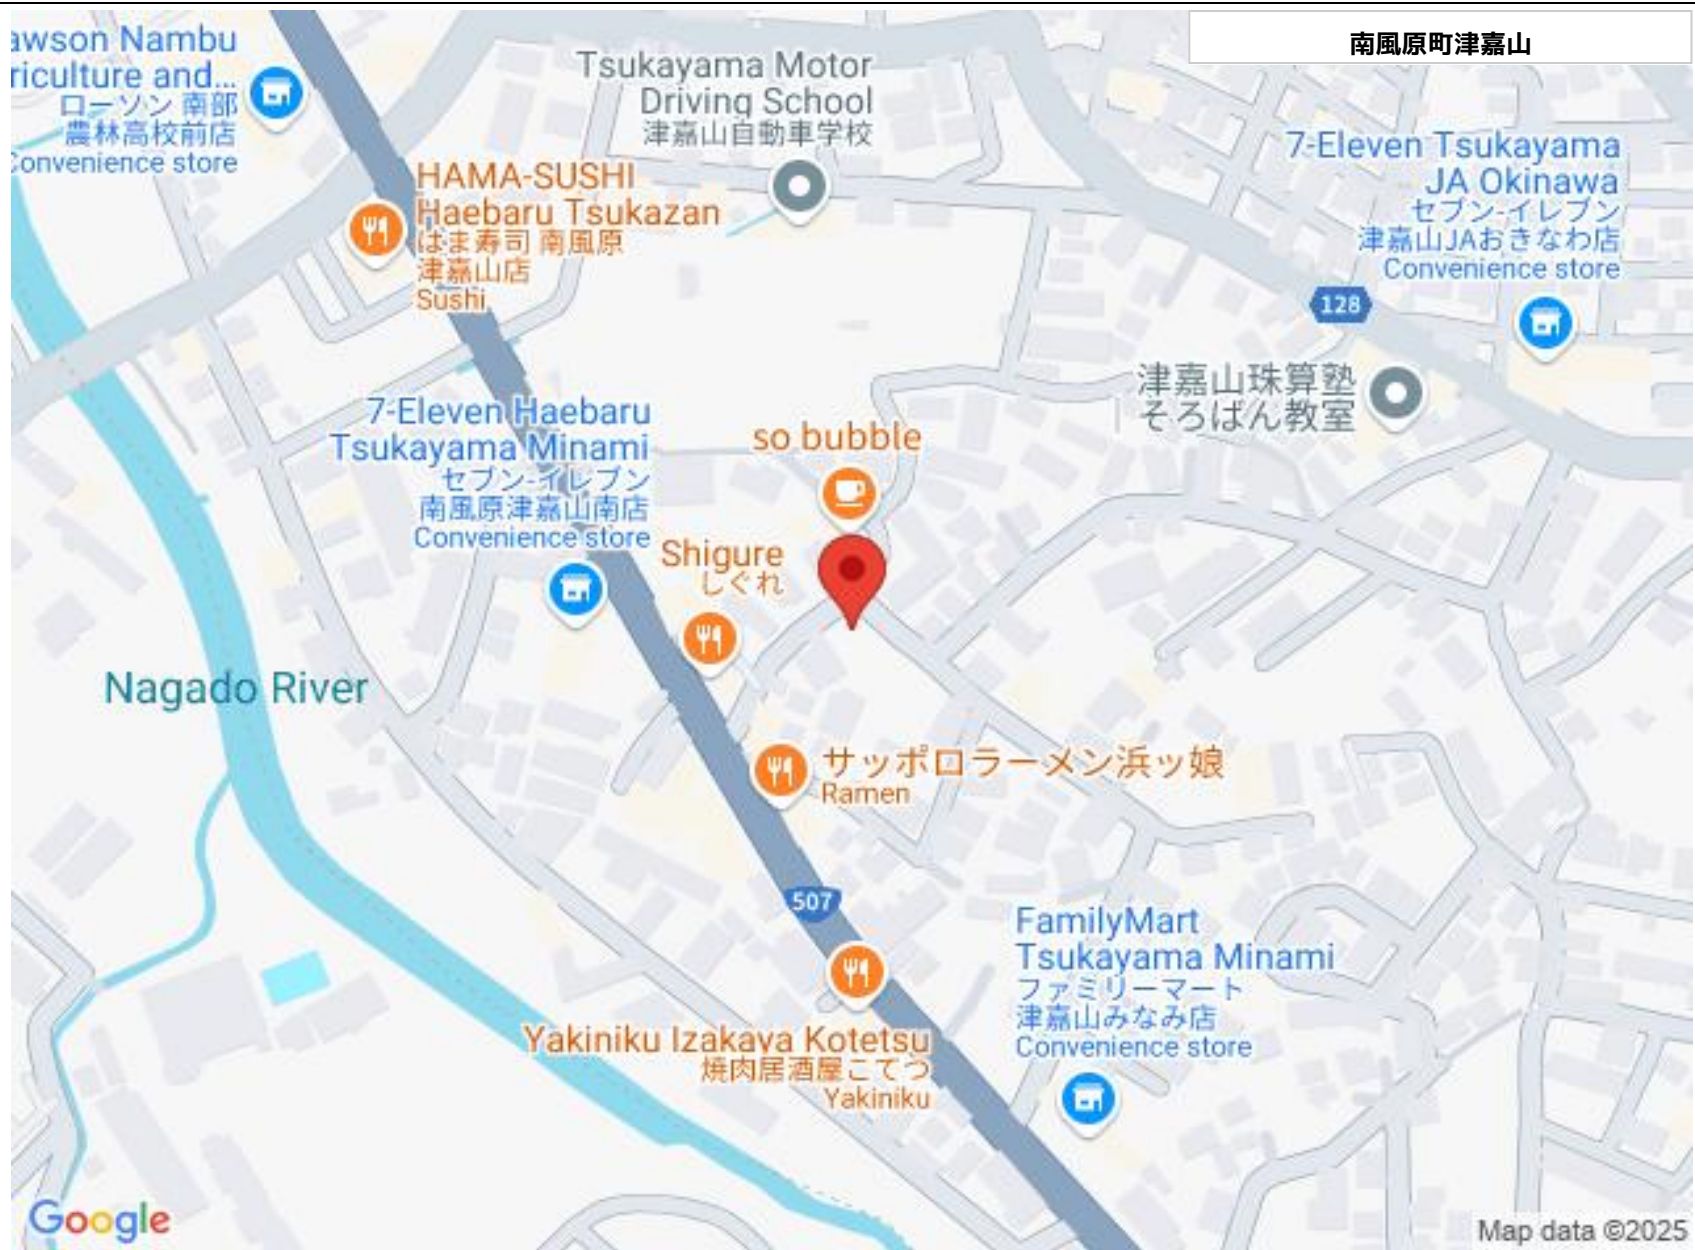 南風原町津嘉山
awson Nambu
riculture and...
ローソン 南部
農林高校前店
Convenience store
Tsukayama Motor
Driving School
津嘉山自動車学校
7-Eleven Tsukayama
JA Okinawa
セブン-イレブン
津嘉山JAおきなわ店
Convenience store
HAMA-SUSHI
Haebaru Tsukazan
はま寿司 南風原
津嘉山店
Sushi
128
津嘉山珠算塾
そろばん教室
7-Eleven Haebaru
Tsukayama Minami
セブン-イレブン
南風原津嘉山南店
Convenience store
so bubble
Shigure
しぐれ
Nagado River
サッポロラーメン浜ッ娘
Ramen
507
FamilyMart
Tsukayama Minami
ファミリーマート
津嘉山みなみ店
Convenience store
Yakiniku Izakaya Kotetsu
焼肉居酒屋こてつ
Yakiniku
Google
Map data ©2025